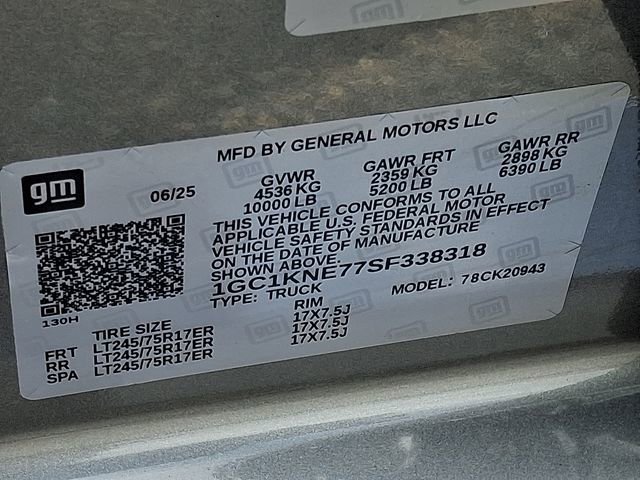 gm
06/25
MFD BY GENERAL MOTORS LLC
GVWR GAWR FRT GAWR RR
4536 KG 2359 KG 2898 KG
10000 LB 5200 LB 6390 LB
THIS VEHICLE CONFORMS TO ALL
APPLICABLE U.S. FEDERAL MOTOR
VEHICLE SAFETY STANDARDS IN EFFECT
ON THE DATE OF MANUFACTURE
SHOWN ABOVE.
1GC1KNE77SF338318
TYPE: TRUCK MODEL: 78CK20943
130H
TIRE SIZE RIM
FRT LT245/75R17ER 17X7.5J
RR LT245/75R17ER 17X7.5J
SPA LT245/75R17ER 17X7.5J